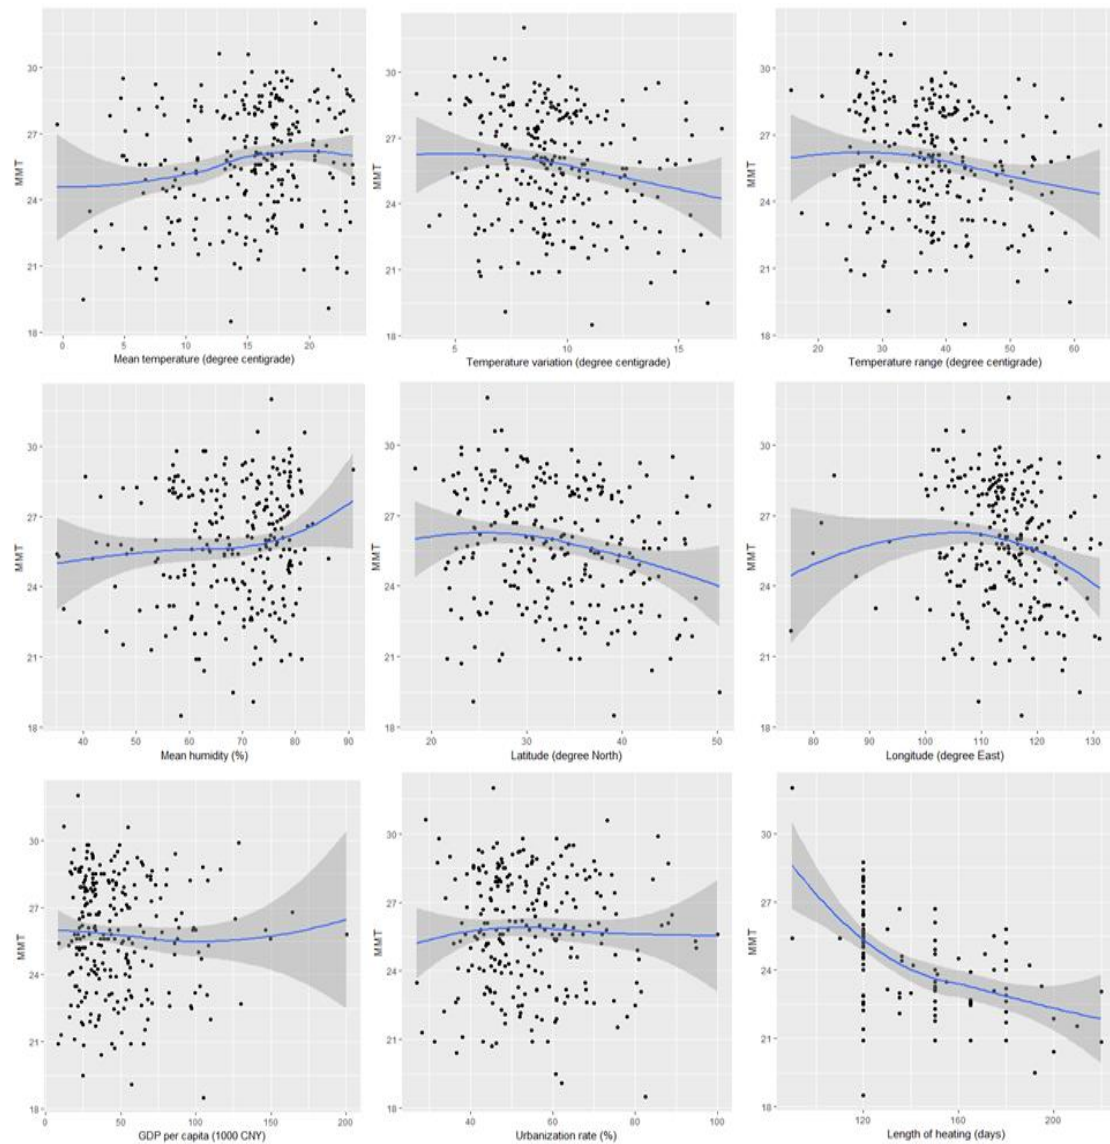 30
27
24
21
18
MMT
0 5 10 15 20
Mean temperature (degree centigrade)
30
27
24
21
18
MMT
5 10 15
Temperature variation (degree centigrade)
30
27
24
21
18
MMT
20 30 40 50 60
Temperature range (degree centigrade)
30
27
24
21
18
MMT
40 50 60 70 80 90
Mean humidity (%)
30
27
24
21
18
MMT
20 30 40 50
Latitude (degree North)
30
27
24
21
18
MMT
80 90 100 110 120 130
Longitude (degree East)
30
27
24
21
18
MMT
0 50 100 150 200
GDP per capita (1000 CNY)
30
27
24
21
18
MMT
40 60 80 100
Urbanization rate (%)
30
27
24
21
18
MMT
120 160 200
Length of heating (days)